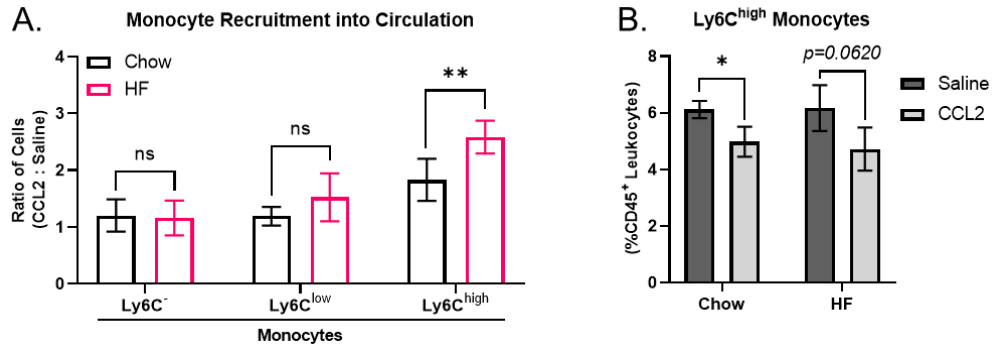 A.
Monocyte Recruitment into Circulation
Ratio of Cells
(CCL2 : Saline)
4
3
2
1
0
Chow
HF
ns
ns
**
Ly6C⁻
Ly6Cˡᵒʷ
Ly6Cʰⁱᵍʰ
Monocytes
B.
Ly6Cʰⁱᵍʰ Monocytes
(%CD45⁺ Leukocytes)
8
6
4
2
0
*
p=0.0620
Chow
HF
Saline
CCL2